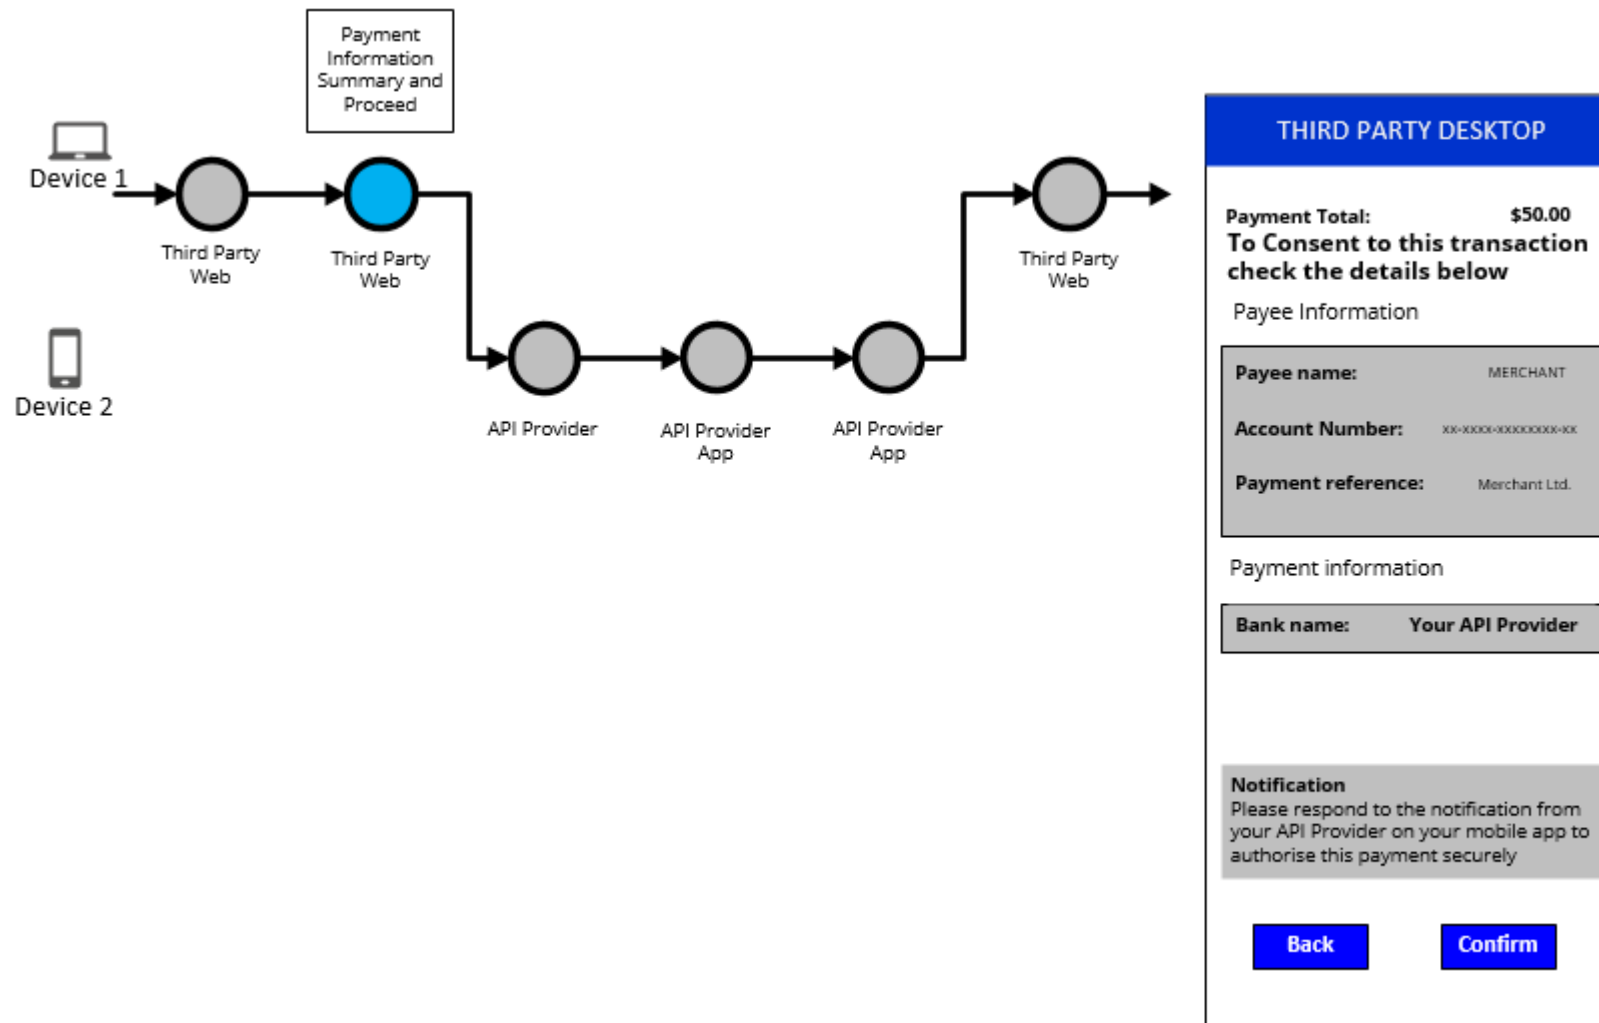 Payment
Information
Summary and
Proceed
Device 1
Third Party
Web
Third Party
Web
Third Party
Web
Device 2
API Provider
API Provider
App
API Provider
App
THIRD PARTY DESKTOP
Payment Total: $50.00
To Consent to this transaction
check the details below
Payee Information
Payee name: MERCHANT
Account Number: xx-xxxx-xxxxxxxx-xx
Payment reference: Merchant Ltd.
Payment information
Bank name: Your API Provider
Notification
Please respond to the notification from
your API Provider on your mobile app to
authorise this payment securely
Back Confirm